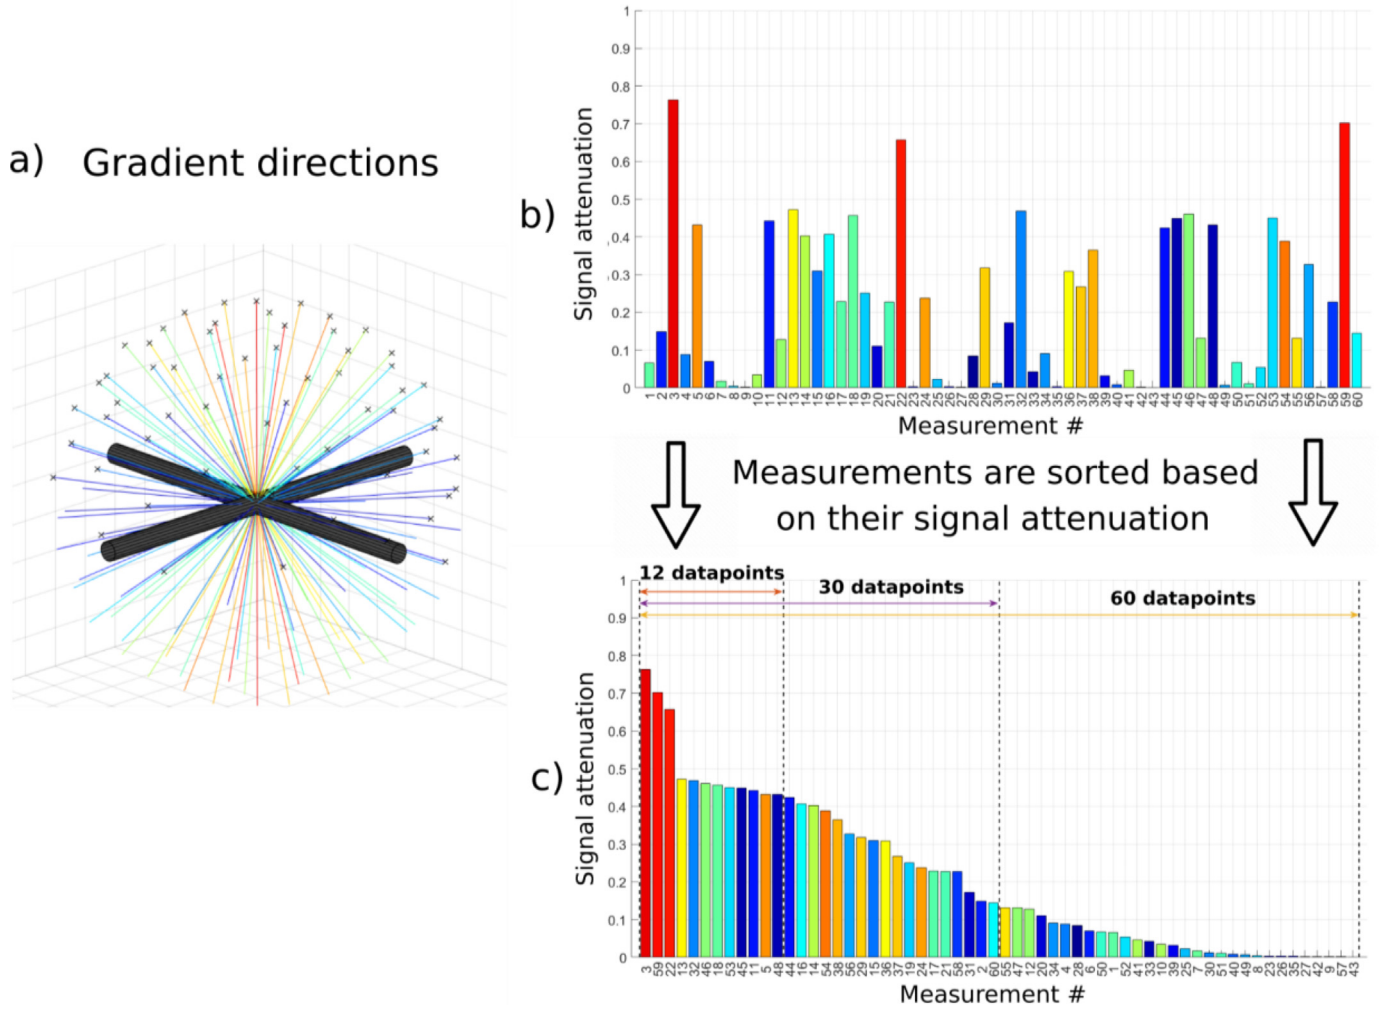 a) Gradient directions
b)
Signal attenuation
1
0.9
0.8
0.7
0.6
0.5
0.4
0.3
0.2
0.1
0
1 2 3 4 5 6 7 8 9 10 11 12 13 14 15 16 17 18 19 20 21 22 23 24 25 26 27 28 29 30 31 32 33 34 35 36 37 38 39 40 41 42 43 44 45 46 47 48 49 50 51 52 53 54 55 56 57 58 59 60
Measurement #
Measurements are sorted based
on their signal attenuation
c)
Signal attenuation
12 datapoints
30 datapoints
60 datapoints
1
0.9
0.8
0.7
0.6
0.5
0.4
0.3
0.2
0.1
0
3 59 22 13 32 46 18 53 45 11 5 48 44 16 14 54 38 56 29 15 36 37 19 24 17 21 58 31 2 60 55 47 12 20 34 4 28 6 50 1 52 41 33 10 39 25 7 30 51 40 49 8 23 26 35 27 42 9 57 43
Measurement #